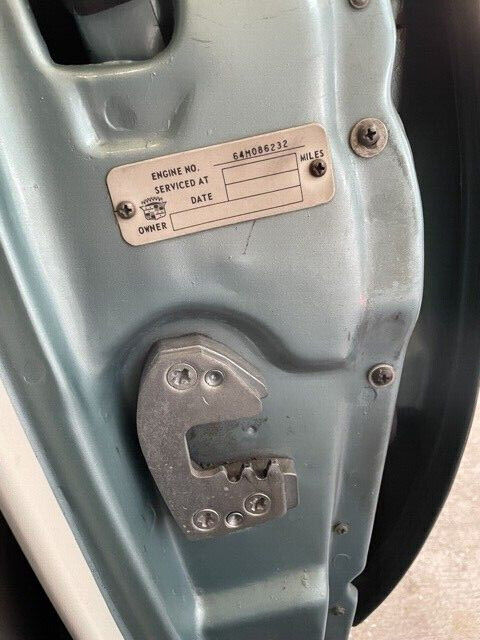 ENGINE NO. 64M086232
SERVICED AT MILES
DATE
OWNER